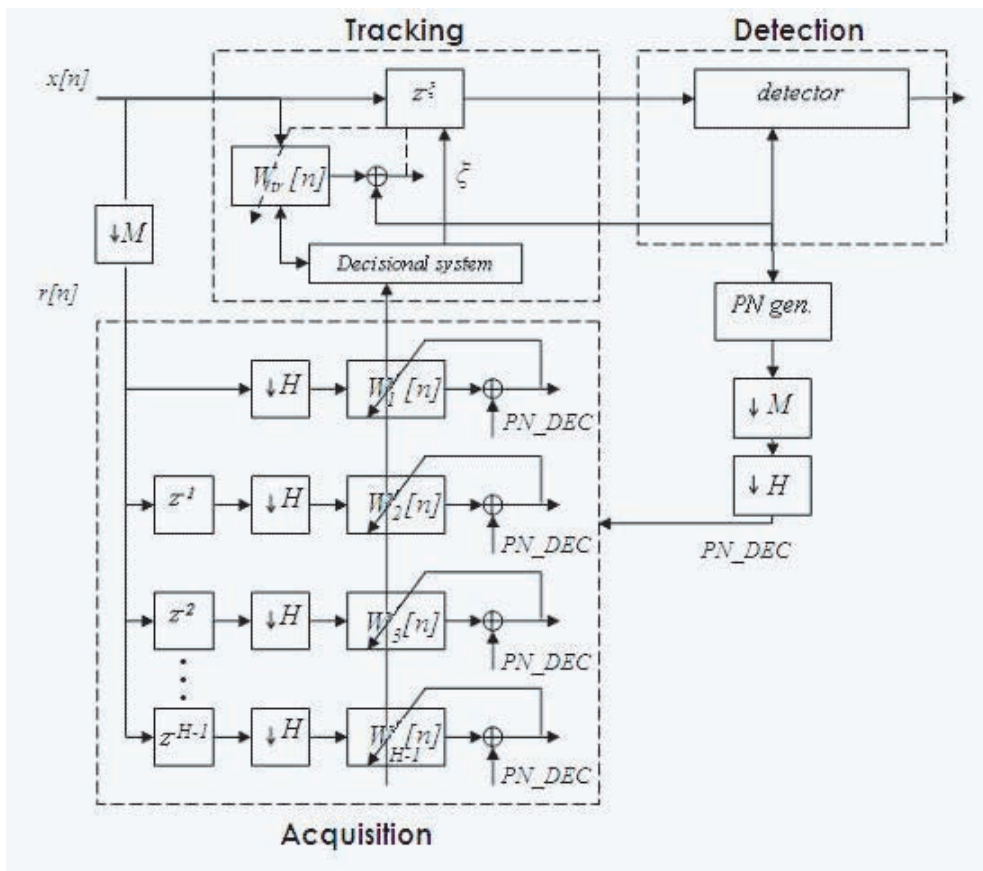 Tracking
Detection
x[n]
z^ξ
detector
W_tr[n]
ξ
↓M
Decisional system
r[n]
PN gen.
↓H
W_1[n]
PN_DEC
↓ M
z^-1
↓H
W_2[n]
PN_DEC
↓ H
PN_DEC
z^-2
↓H
W_3[n]
PN_DEC
z^-H-1
↓H
W_H-1[n]
PN_DEC
Acquisition